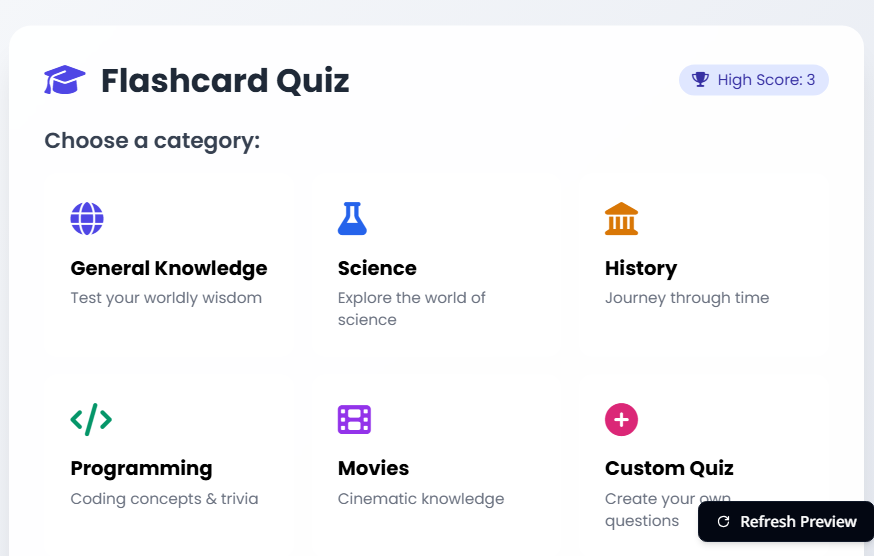 Flashcard Quiz
High Score: 3
Choose a category:
General Knowledge
Test your worldly wisdom
Science
Explore the world of
science
History
Journey through time
Programming
Coding concepts & trivia
Movies
Cinematic knowledge
Custom Quiz
Create your own
questions
Refresh Preview